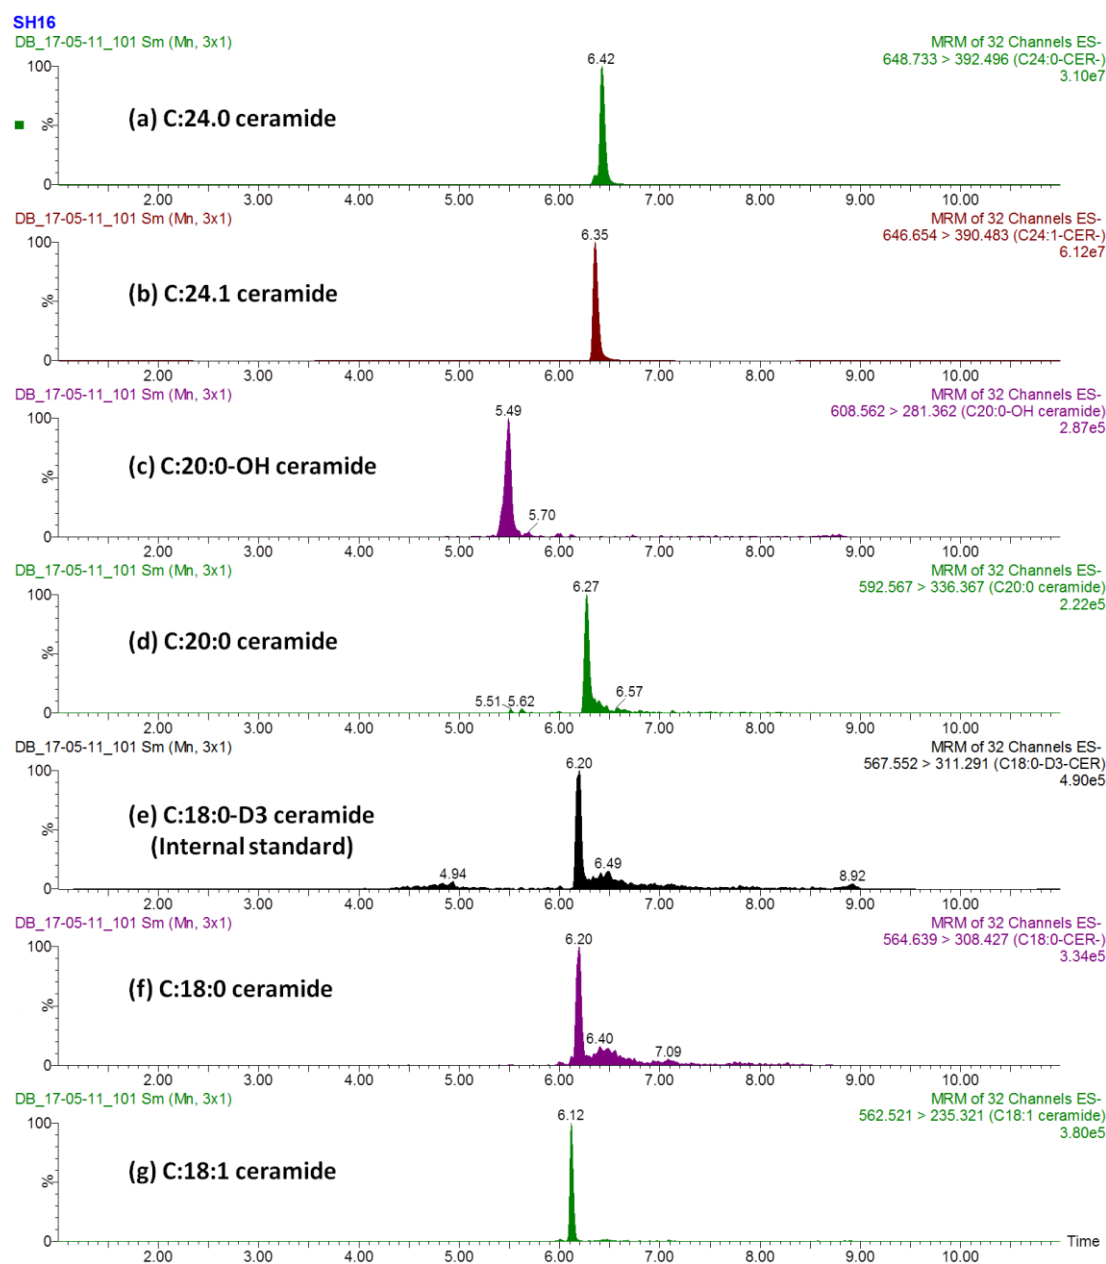 SH16
DB_17-05-11_101 Sm (Mn, 3x1)
MRM of 32 Channels ES-
648.733 > 392.496 (C24:0-CER-)
3.10e7
6.42
100
%
0
(a) C:24.0 ceramide
2.00 3.00 4.00 5.00 6.00 7.00 8.00 9.00 10.00
DB_17-05-11_101 Sm (Mn, 3x1)
MRM of 32 Channels ES-
646.654 > 390.483 (C24:1-CER-)
6.12e7
6.35
100
%
0
(b) C:24.1 ceramide
2.00 3.00 4.00 5.00 6.00 7.00 8.00 9.00 10.00
DB_17-05-11_101 Sm (Mn, 3x1)
MRM of 32 Channels ES-
608.562 > 281.362 (C20:0-OH ceramide)
2.87e5
5.49
100
%
0
(c) C:20:0-OH ceramide
5.70
2.00 3.00 4.00 5.00 6.00 7.00 8.00 9.00 10.00
DB_17-05-11_101 Sm (Mn, 3x1)
MRM of 32 Channels ES-
592.567 > 336.367 (C20:0 ceramide)
2.22e5
6.27
100
%
0
(d) C:20:0 ceramide
5.51 5.62
6.57
2.00 3.00 4.00 5.00 6.00 7.00 8.00 9.00 10.00
DB_17-05-11_101 Sm (Mn, 3x1)
MRM of 32 Channels ES-
567.552 > 311.291 (C18:0-D3-CER)
4.90e5
6.20
100
%
0
(e) C:18:0-D3 ceramide
(Internal standard)
4.94
6.49
8.92
2.00 3.00 4.00 5.00 6.00 7.00 8.00 9.00 10.00
DB_17-05-11_101 Sm (Mn, 3x1)
MRM of 32 Channels ES-
564.639 > 308.427 (C18:0-CER-)
3.34e5
6.20
100
%
0
(f) C:18:0 ceramide
6.40
7.09
2.00 3.00 4.00 5.00 6.00 7.00 8.00 9.00 10.00
DB_17-05-11_101 Sm (Mn, 3x1)
MRM of 32 Channels ES-
562.521 > 235.321 (C18:1 ceramide)
3.80e5
6.12
100
%
0
(g) C:18:1 ceramide
Time
2.00 3.00 4.00 5.00 6.00 7.00 8.00 9.00 10.00